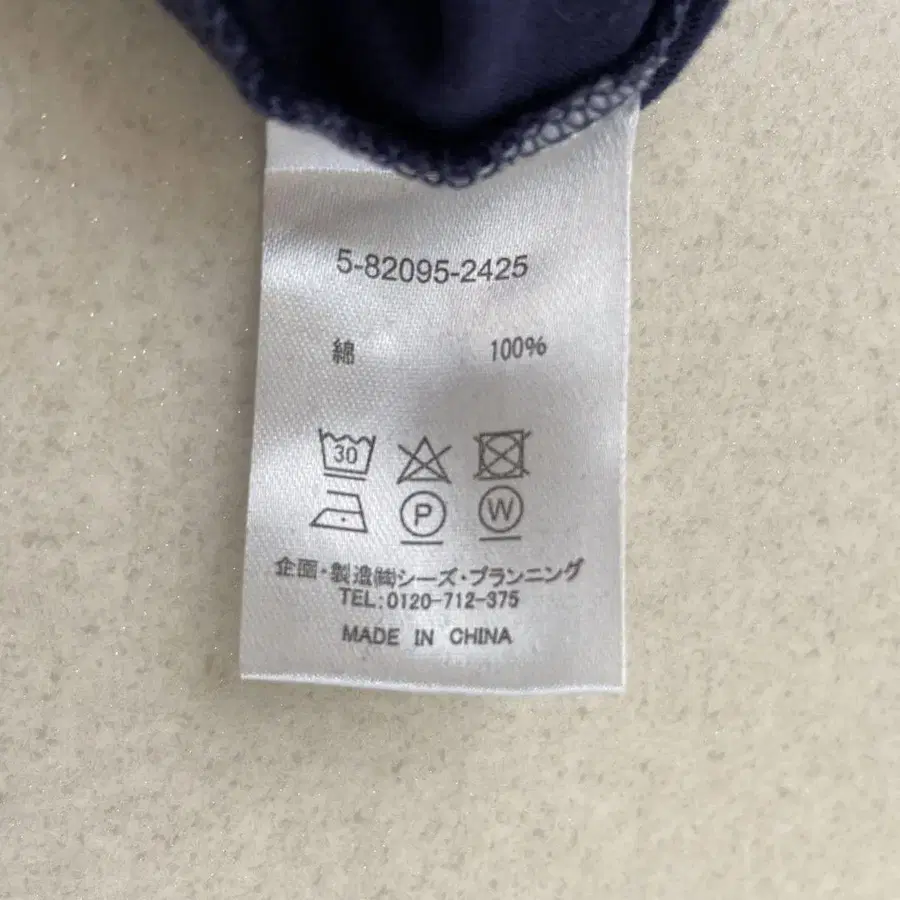 5-82095-2425
綿 100%
30
P W
企画・製造㈱シーズ・プランニング
TEL:0120-712-375
MADE IN CHINA